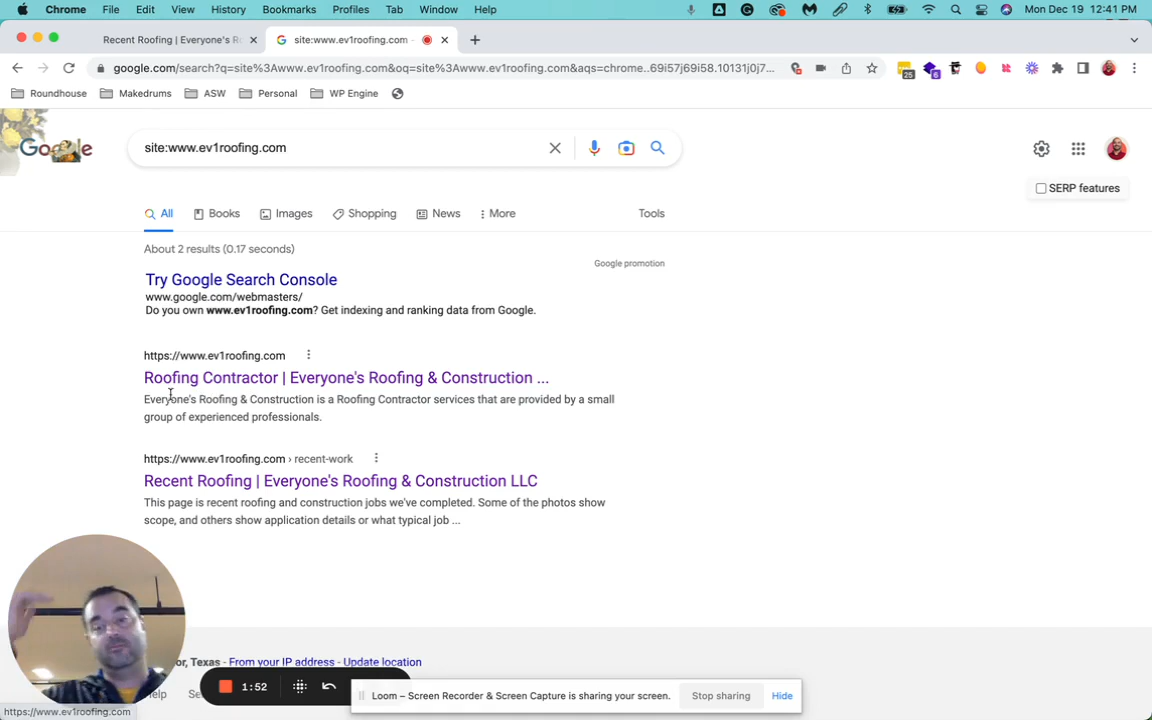 Chrome File Edit View History Bookmarks Profiles Tab Window Help Mon Dec 19 12:41 PM
Recent Roofing | Everyone's R
site:www.ev1roofing.com -
google.com/search?q=site%3Awww.ev1roofing.com&oq=site%3Awww.ev1roofing.com&aqs=chrome..69i57j69i58.10131j0j7... 25 6
Roundhouse Makedrums ASW Personal WP Engine
Google
site:www.ev1roofing.com
SERP features
All Books Images Shopping News More Tools
About 2 results (0.17 seconds)
Google promotion
Try Google Search Console
www.google.com/webmasters/
Do you own www.ev1roofing.com? Get indexing and ranking data from Google.
https://www.ev1roofing.com
Roofing Contractor | Everyone's Roofing & Construction ...
Everyone's Roofing & Construction is a Roofing Contractor services that are provided by a small
group of experienced professionals.
https://www.ev1roofing.com › recent-work
Recent Roofing | Everyone's Roofing & Construction LLC
This page is recent roofing and construction jobs we've completed. Some of the photos show
scope, and others show application details or what typical job ...
Texas - From your IP address - Update location
1:52
Loom – Screen Recorder & Screen Capture is sharing your screen. Stop sharing Hide
https://www.ev1roofing.com